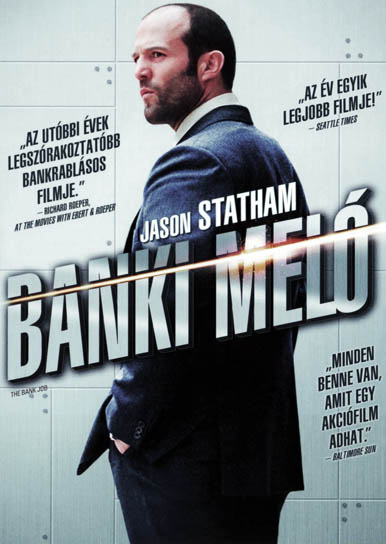 „AZ UTÓBBI ÉVEK
LEGSZÓRAKOZTATÓBB
BANKRABLÁSOS
FILMJE.”
– RICHARD ROEPER,
AT THE MOVIES WITH EBERT & ROEPER
„AZ ÉV EGYIK
LEGJOBB FILMJE!”
– SEATTLE TIMES
JASON STATHAM
BANKI MELÓ
THE BANK JOB
„MINDEN
BENNE VAN,
AMIT EGY
AKCIÓFILM
ADHAT.”
– BALTIMORE SUN